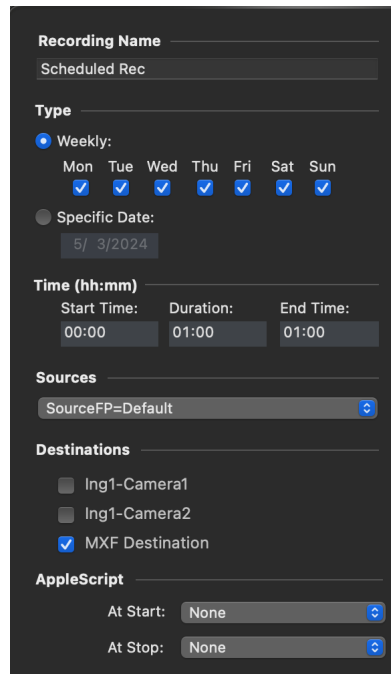 Recording Name
Scheduled Rec
Type
Weekly:
Mon Tue Wed Thu Fri Sat Sun
Specific Date:
5/ 3/2024
Time (hh:mm)
Start Time: Duration: End Time:
00:00 01:00 01:00
Sources
SourceFP=Default
Destinations
Ing1-Camera1
Ing1-Camera2
MXF Destination
AppleScript
At Start: None
At Stop: None